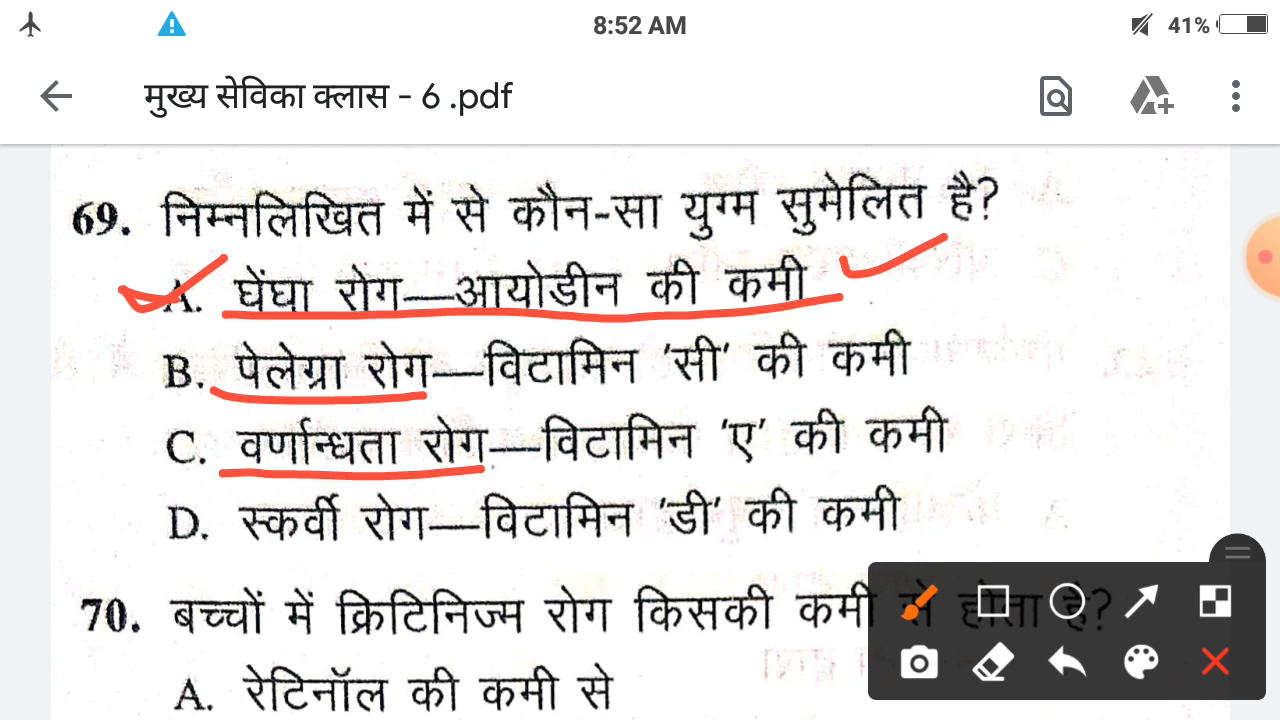 8:52 AM
41%
मुख्य सेविका क्लास - 6 .pdf
69. निम्नलिखित में से कौन-सा युग्म सुमेलित है?
A. घेंघा रोग—आयोडीन की कमी
B. पेलेग्रा रोग—विटामिन 'सी' की कमी
C. वर्णान्धता रोग—विटामिन 'ए' की कमी
D. स्कर्वी रोग—विटामिन 'डी' की कमी
70. बच्चों में क्रिटिनिज्म रोग किसकी कमी से होता है?
A. रेटिनॉल की कमी से